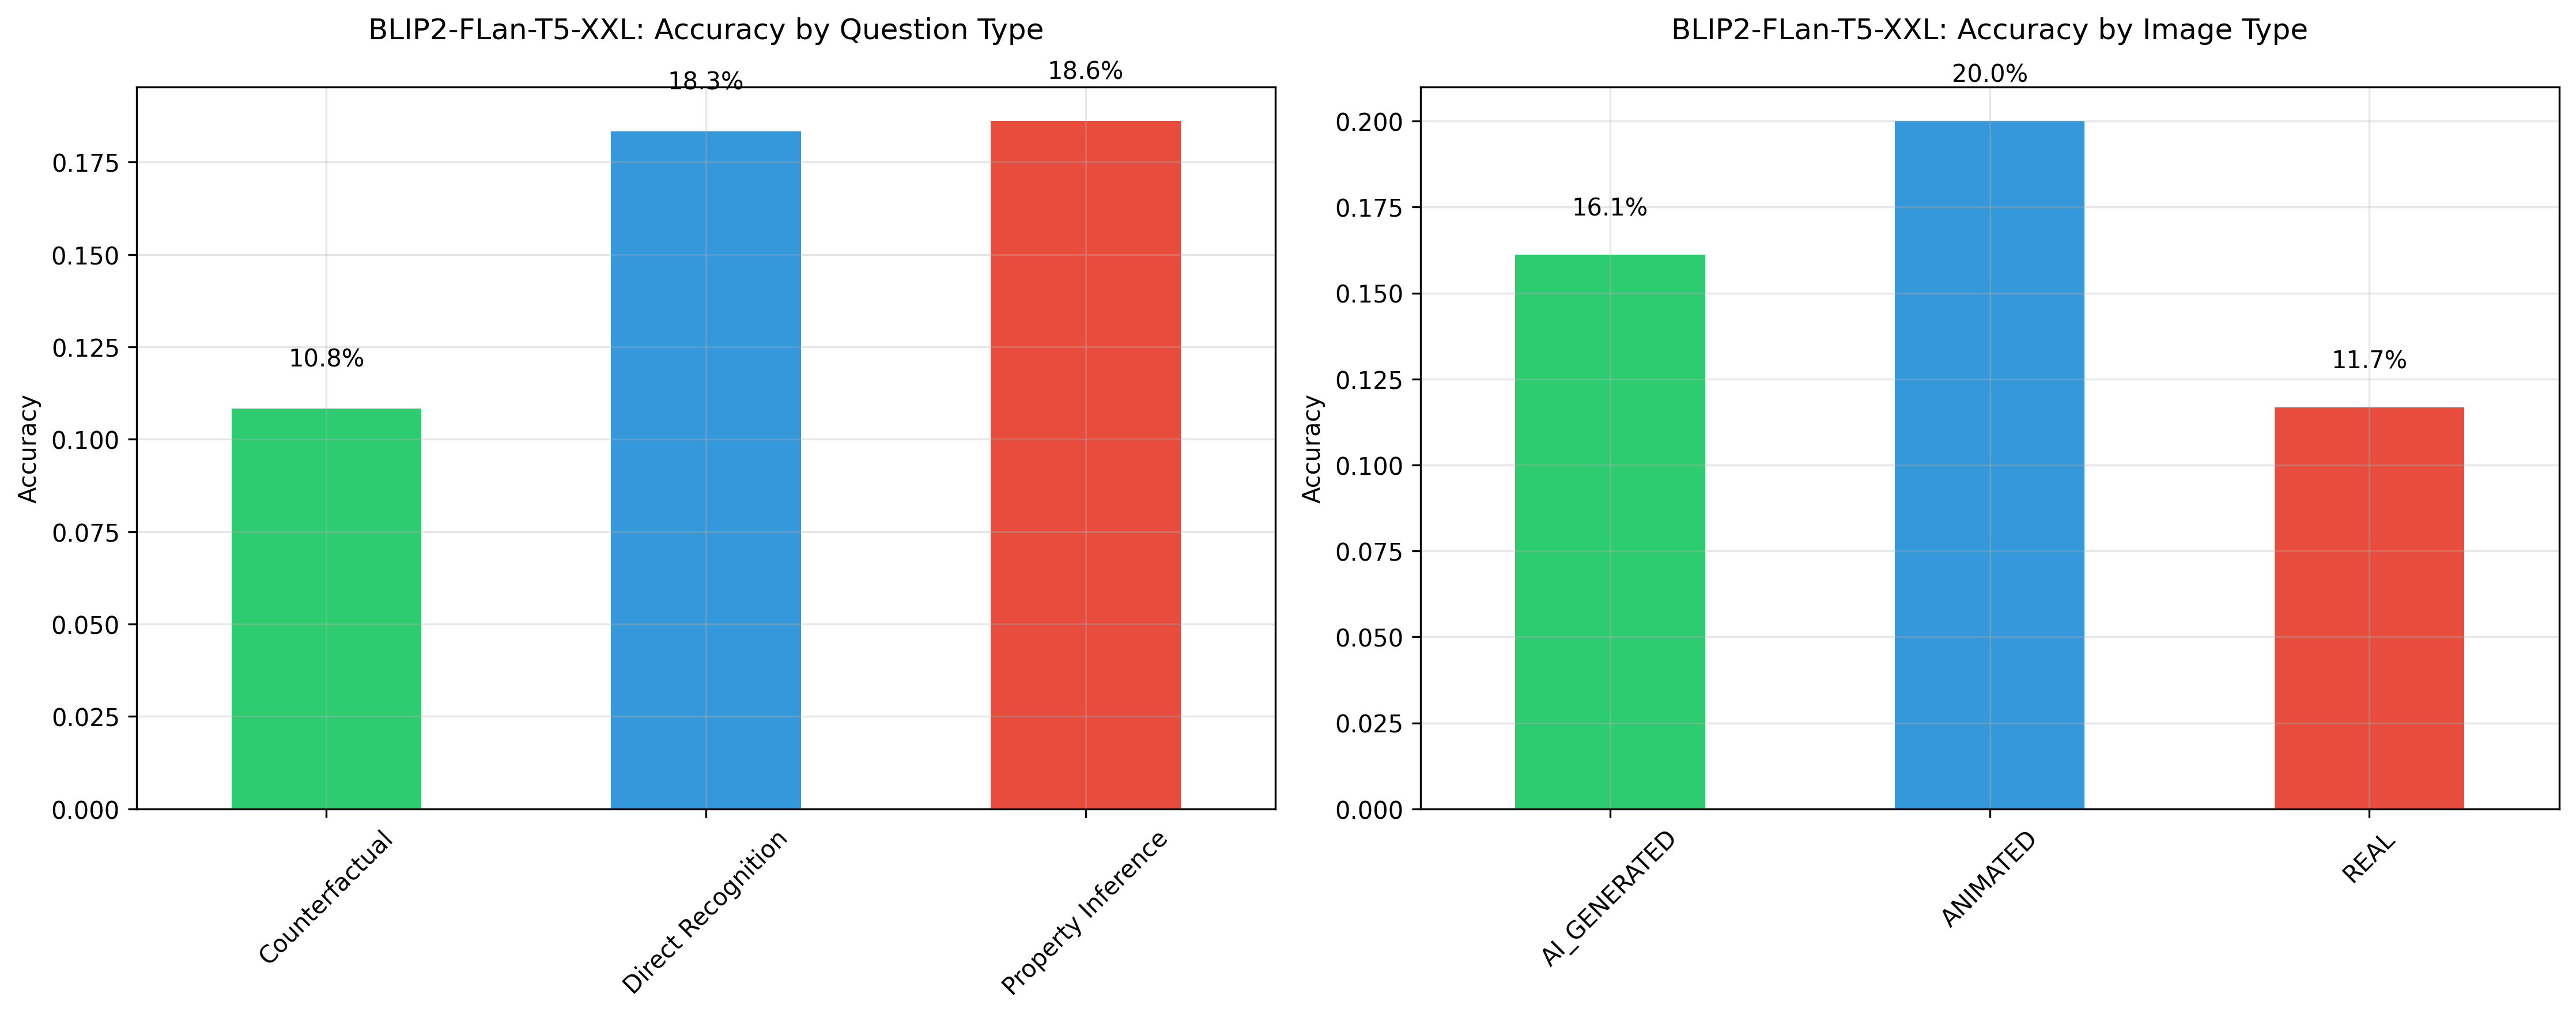 BLIP2-FLan-T5-XXL: Accuracy by Question Type
18.3%
18.6%
10.8%
Accuracy
0.175
0.150
0.125
0.100
0.075
0.050
0.025
0.000
Counterfactual
Direct Recognition
Property Inference
BLIP2-FLan-T5-XXL: Accuracy by Image Type
20.0%
16.1%
11.7%
Accuracy
0.200
0.175
0.150
0.125
0.100
0.075
0.050
0.025
0.000
AI_GENERATED
ANIMATED
REAL